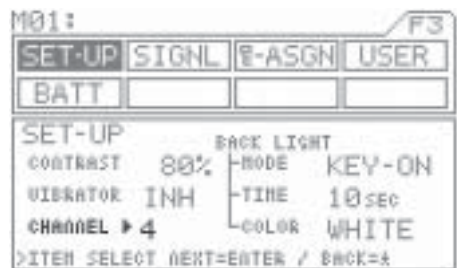 M01: F3
SET-UP SIGNL E-ASGN USER
BATT
SET-UP BACK LIGHT
CONTRAST 80% MODE KEY-ON
VIBRATOR INH TIME 10SEC
CHANNEL ▶4 COLOR WHITE
>ITEM SELECT NEXT=ENTER / BACK=